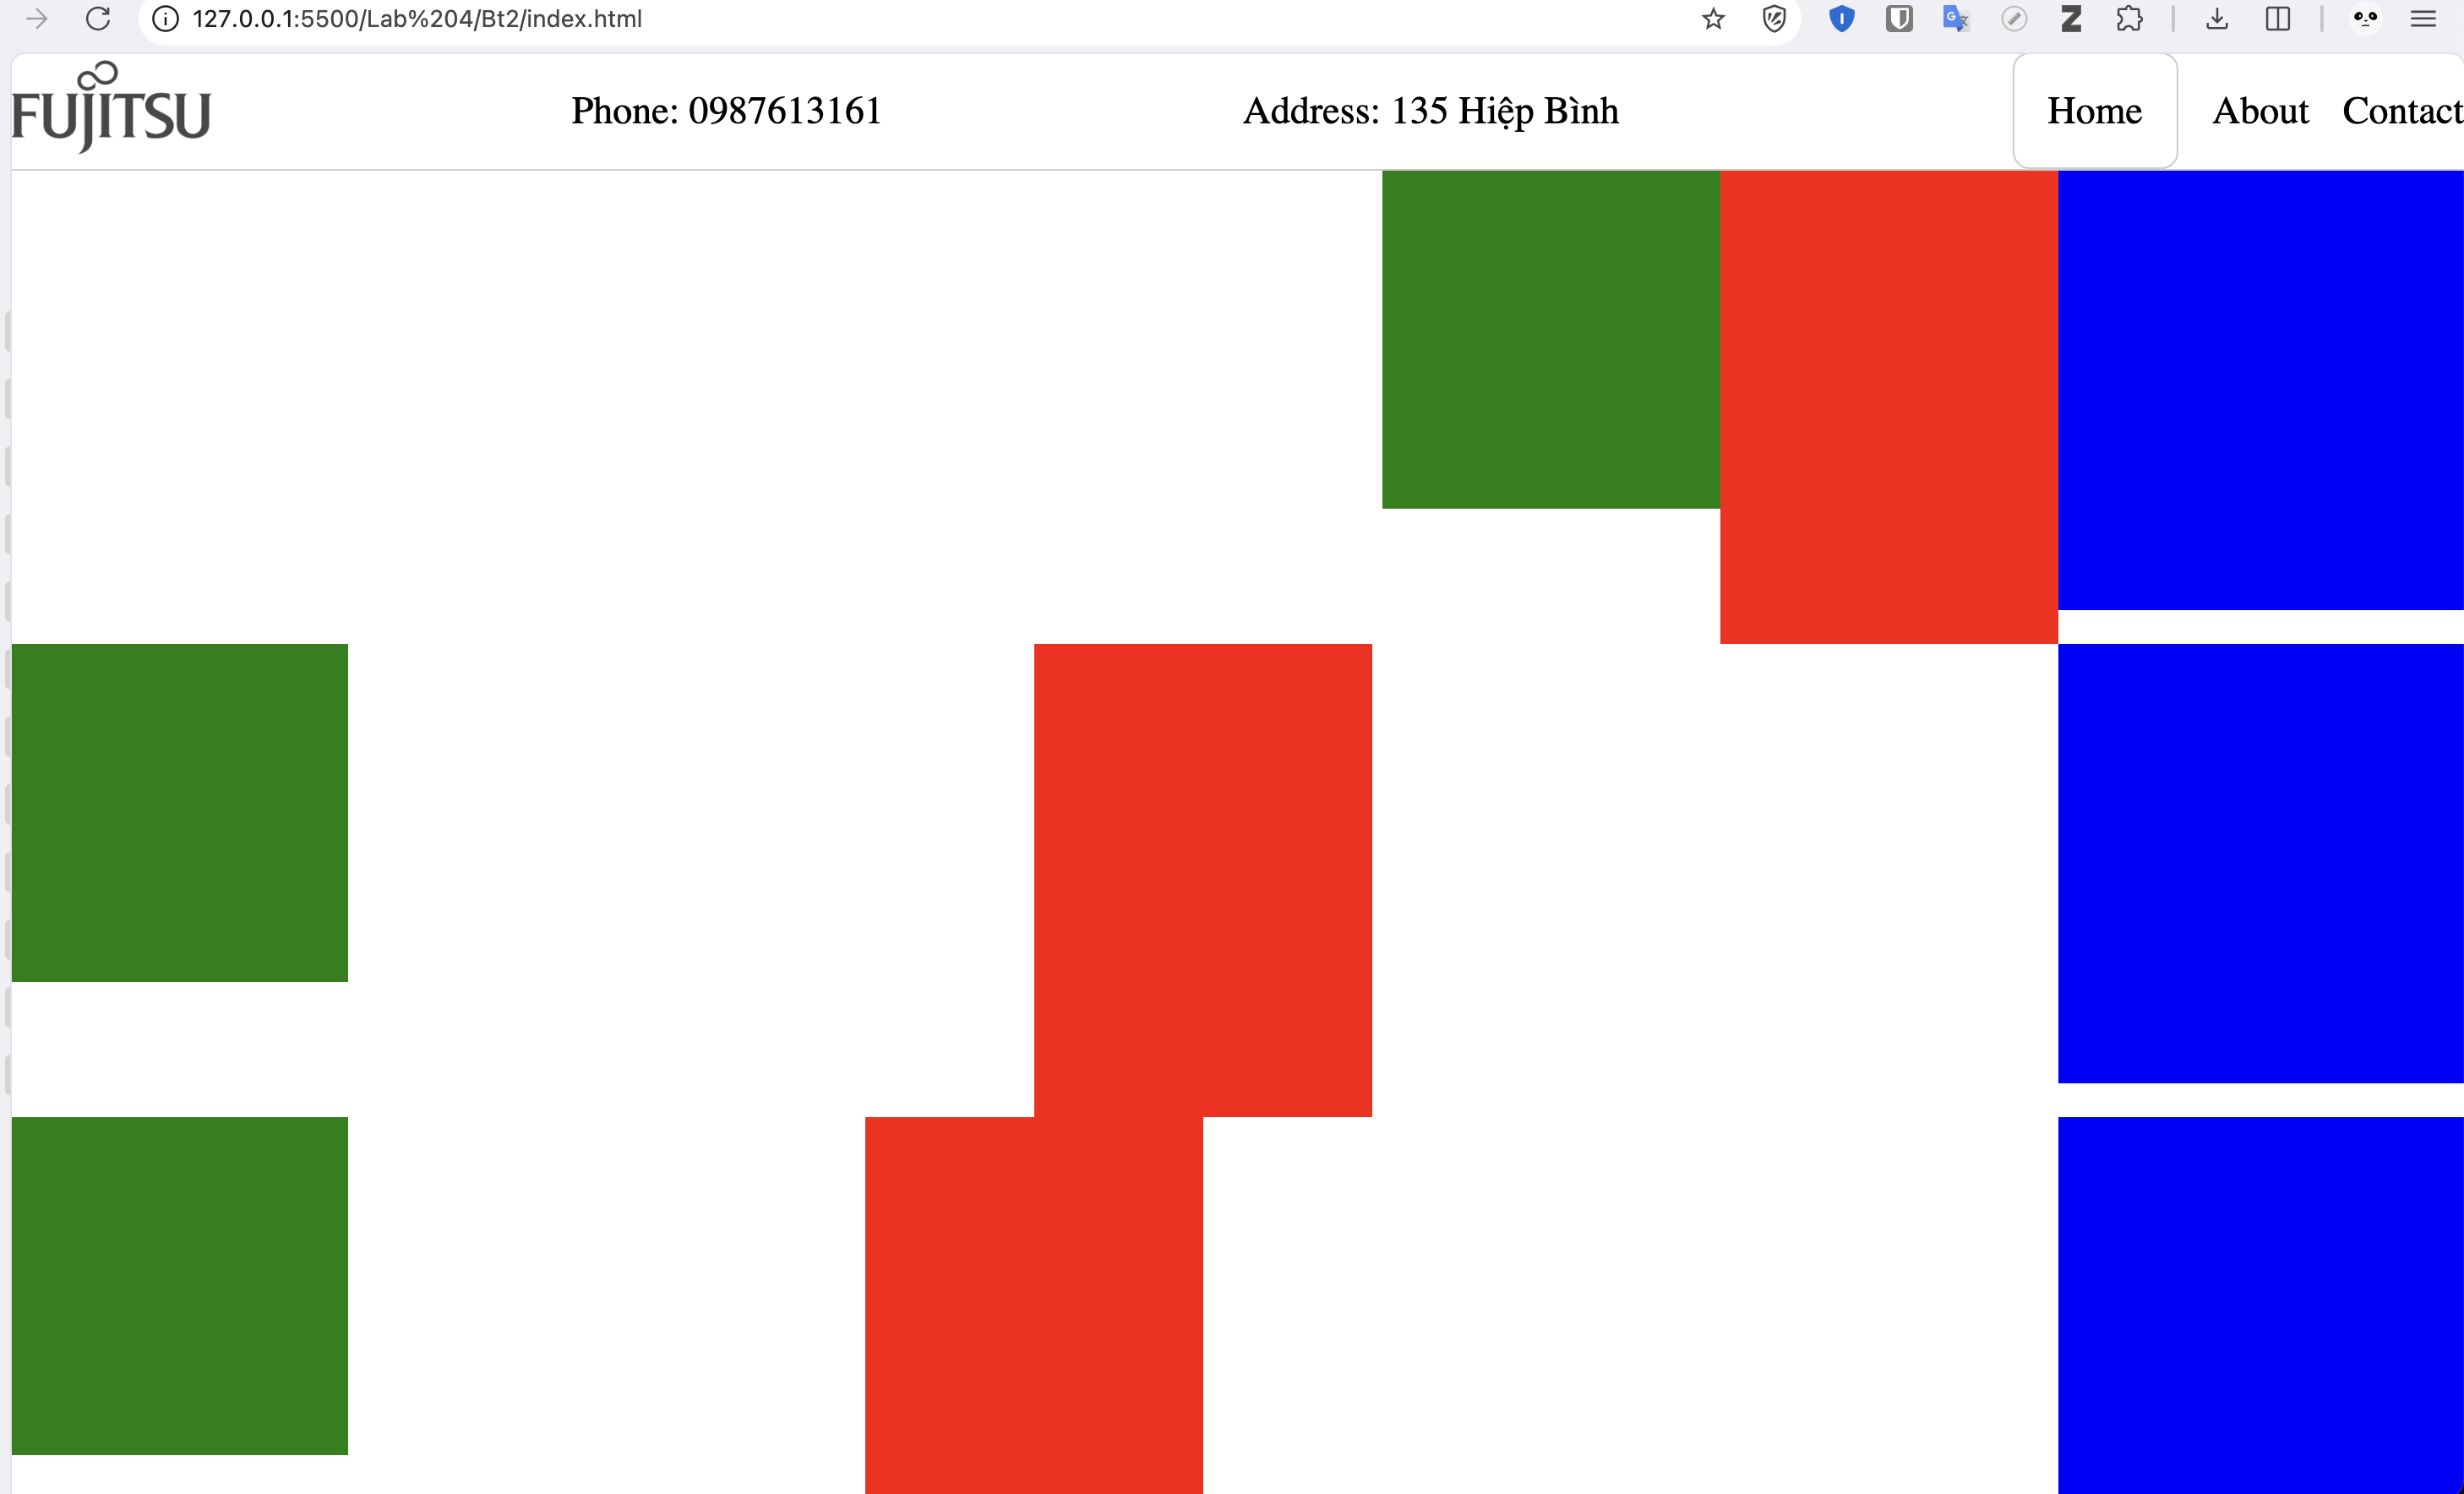 127.0.0.1:5500/Lab%204/Bt2/index.html
FUJITSU
Phone: 0987613161
Address: 135 Hiệp Bình
Home
About
Contact